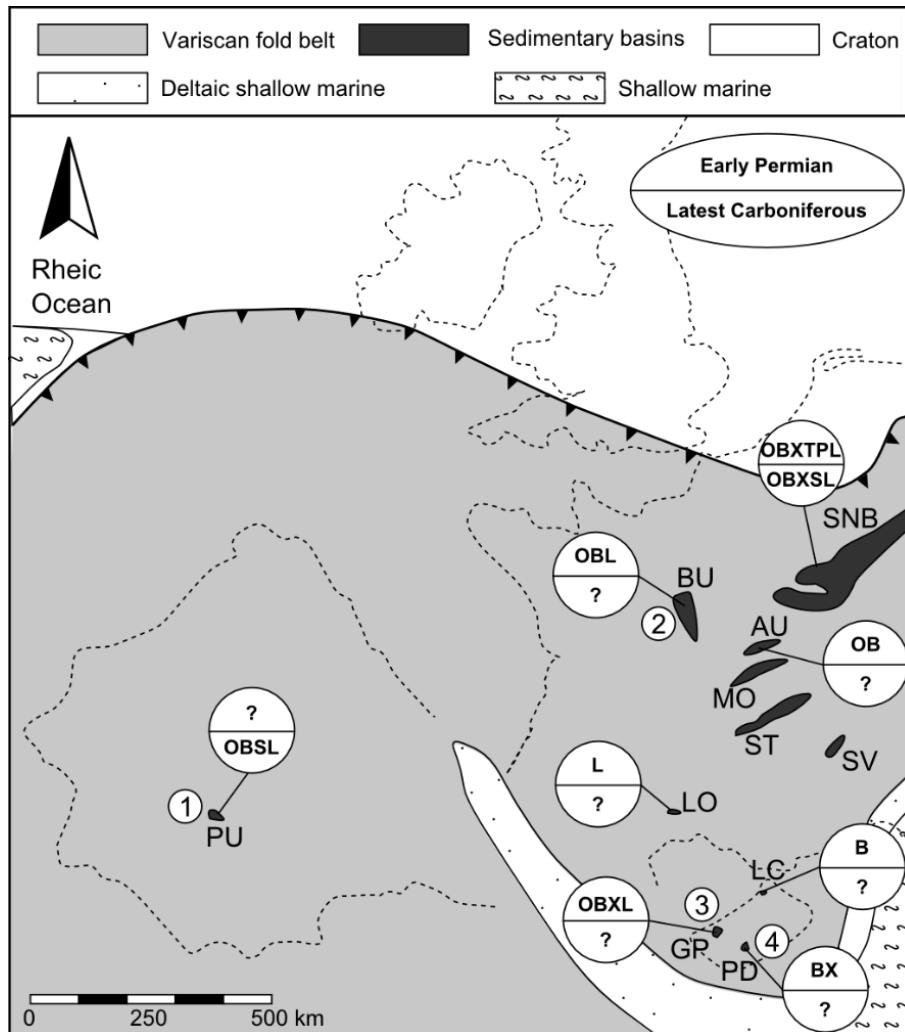 Variscan fold belt
Sedimentary basins
Craton
Deltaic shallow marine
Shallow marine
Early Permian
Latest Carboniferous
Rheic
Ocean
OBXTPL
OBXSL
SNB
OBL
?
BU
2
AU
OB
?
MO
ST
SV
?
OBSL
1
PU
L
?
LO
B
?
LC
OBXL
?
3
GP
4
PD
BX
?
0
250
500 km